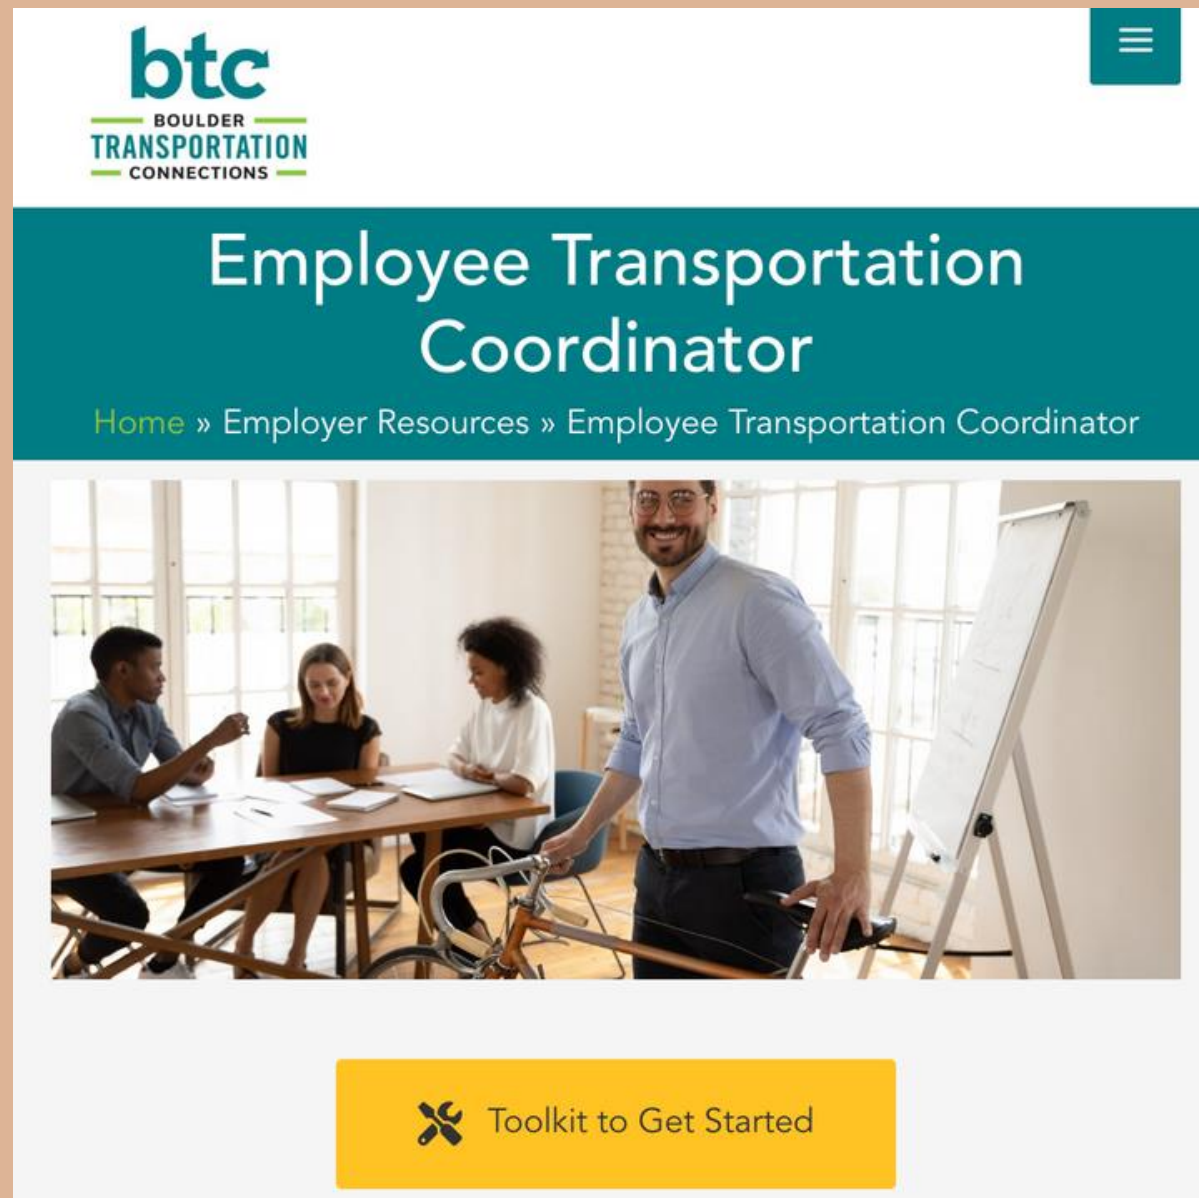 btc
BOULDER
TRANSPORTATION
CONNECTIONS
Employee Transportation
Coordinator
Home » Employer Resources » Employee Transportation Coordinator
Toolkit to Get Started